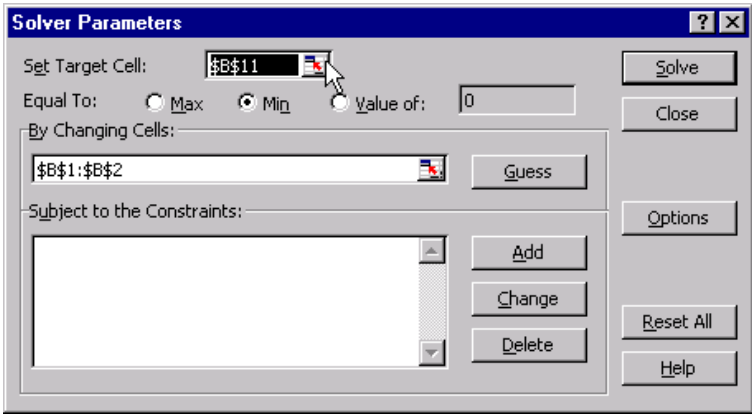 Solver Parameters ? X
Set Target Cell: $B$11 Solve
Equal To: Max Min Value of: 0
Close
By Changing Cells:
$B$1:$B$2 Guess
Subject to the Constraints: Options
Add
Change
Reset All
Delete
Help